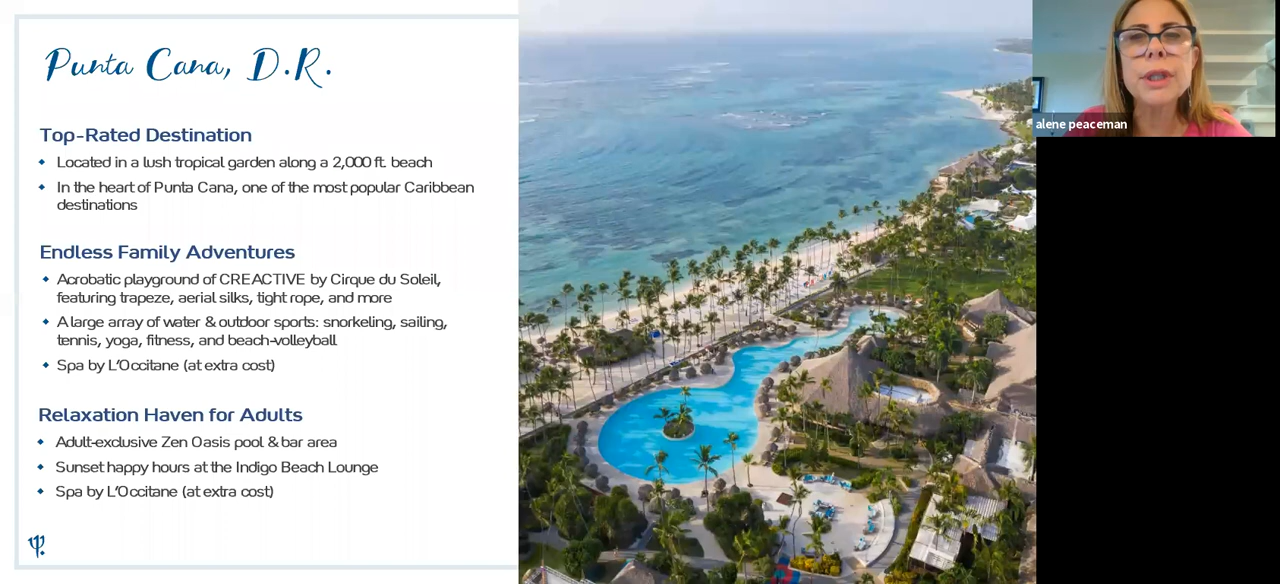 Punta Cana, D.R.
Top-Rated Destination
Located in a lush tropical garden along a 2,000 ft. beach
In the heart of Punta Cana, one of the most popular Caribbean
destinations
Endless Family Adventures
Acrobatic playground of CREACTIVE by Cirque du Soleil,
featuring trapeze, aerial silks, tight rope, and more
A large array of water & outdoor sports: snorkeling, sailing,
tennis, yoga, fitness, and beach-volleyball
Spa by L'Occitane (at extra cost)
Relaxation Haven for Adults
Adult-exclusive Zen Oasis pool & bar area
Sunset happy hours at the Indigo Beach Lounge
Spa by L'Occitane (at extra cost)
alene peaceman